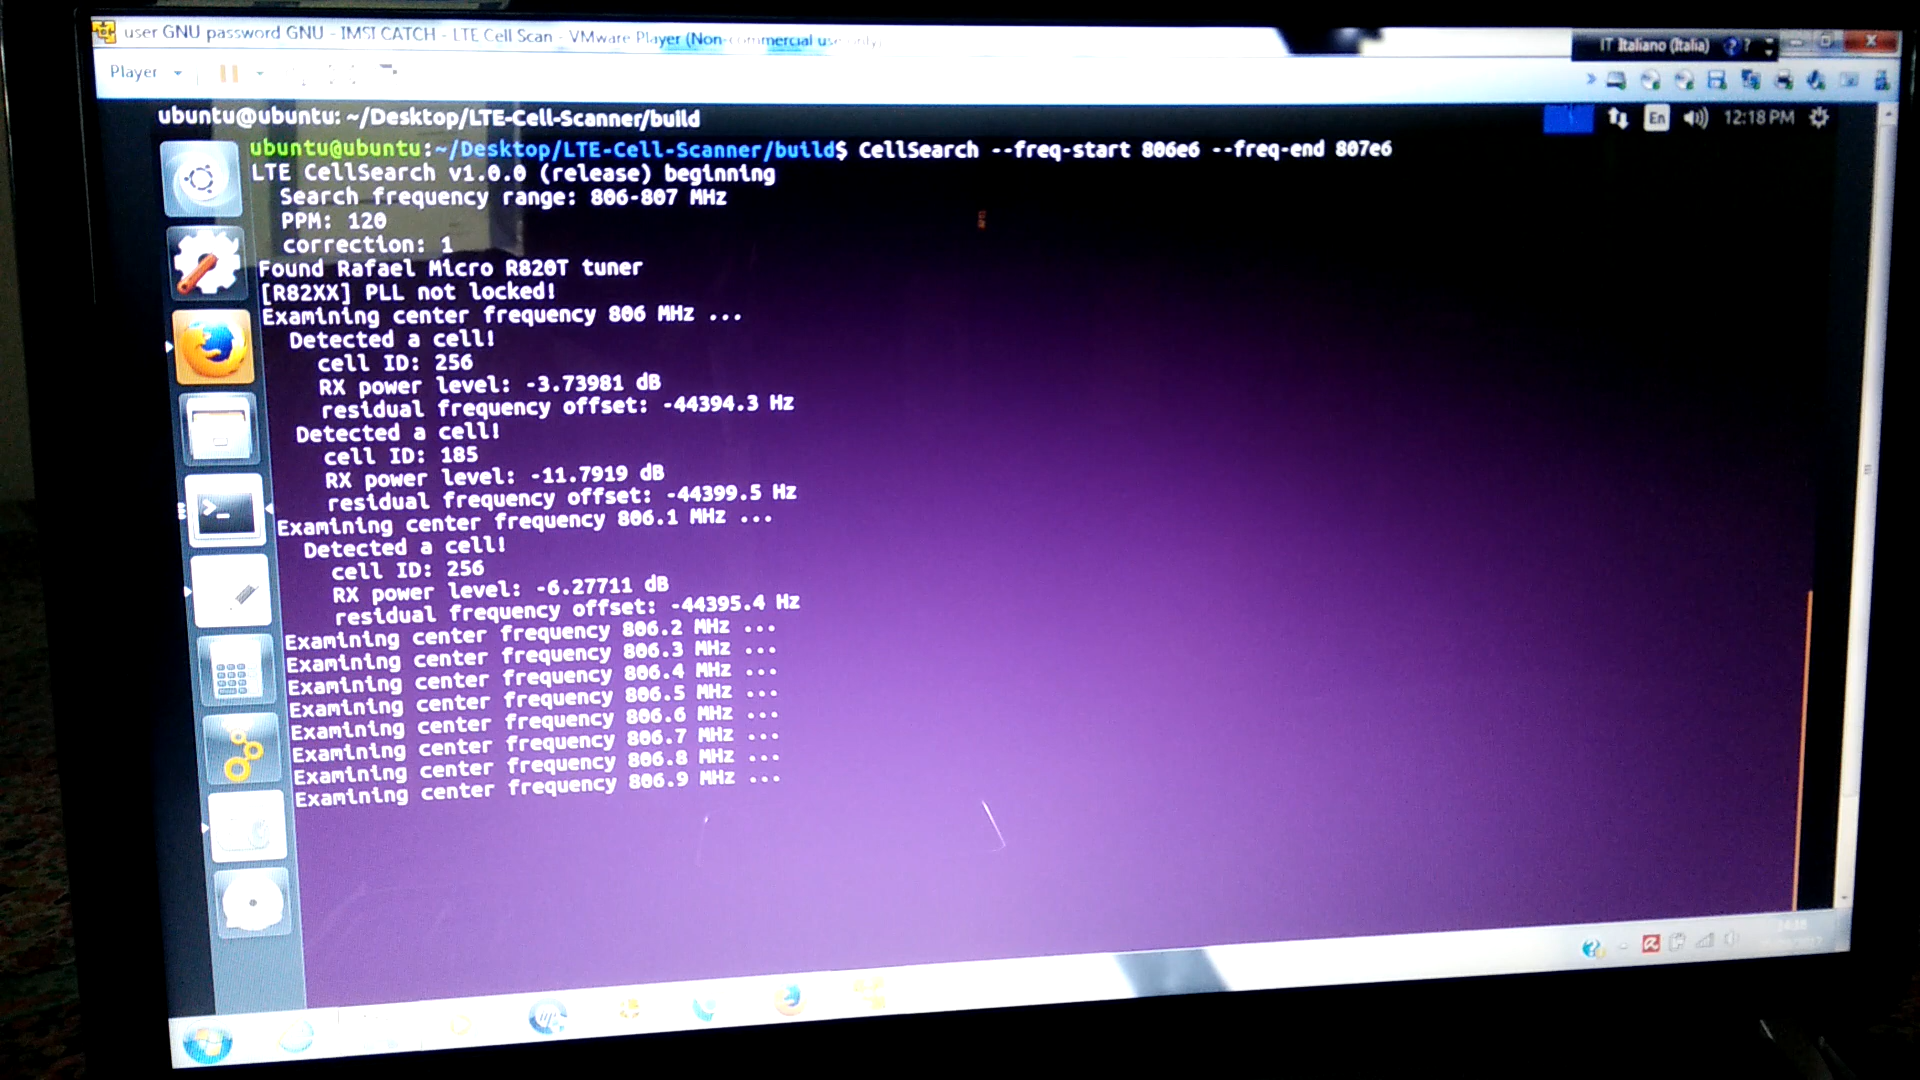 user GNU password GNU - IMSI CATCH - LTE Cell Scan - VMware Player (Non-commercial use only)
IT Italiano (Italia)
Player
ubuntu@ubuntu: ~/Desktop/LTE-Cell-Scanner/build
En
12:18 PM
ubuntu@ubuntu:~/Desktop/LTE-Cell-Scanner/build$ CellSearch --freq-start 806e6 --freq-end 807e6
LTE CellSearch v1.0.0 (release) beginning
Search frequency range: 806-807 MHz
PPM: 120
correction: 1
Found Rafael Micro R820T tuner
[R82XX] PLL not locked!
Examining center frequency 806 MHz ...
Detected a cell!
cell ID: 256
RX power level: -3.73981 dB
residual frequency offset: -44394.3 Hz
Detected a cell!
cell ID: 185
RX power level: -11.7919 dB
residual frequency offset: -44399.5 Hz
Examining center frequency 806.1 MHz ...
Detected a cell!
cell ID: 256
RX power level: -6.27711 dB
residual frequency offset: -44395.4 Hz
Examining center frequency 806.2 MHz ...
Examining center frequency 806.3 MHz ...
Examining center frequency 806.4 MHz ...
Examining center frequency 806.5 MHz ...
Examining center frequency 806.6 MHz ...
Examining center frequency 806.7 MHz ...
Examining center frequency 806.8 MHz ...
Examining center frequency 806.9 MHz ...